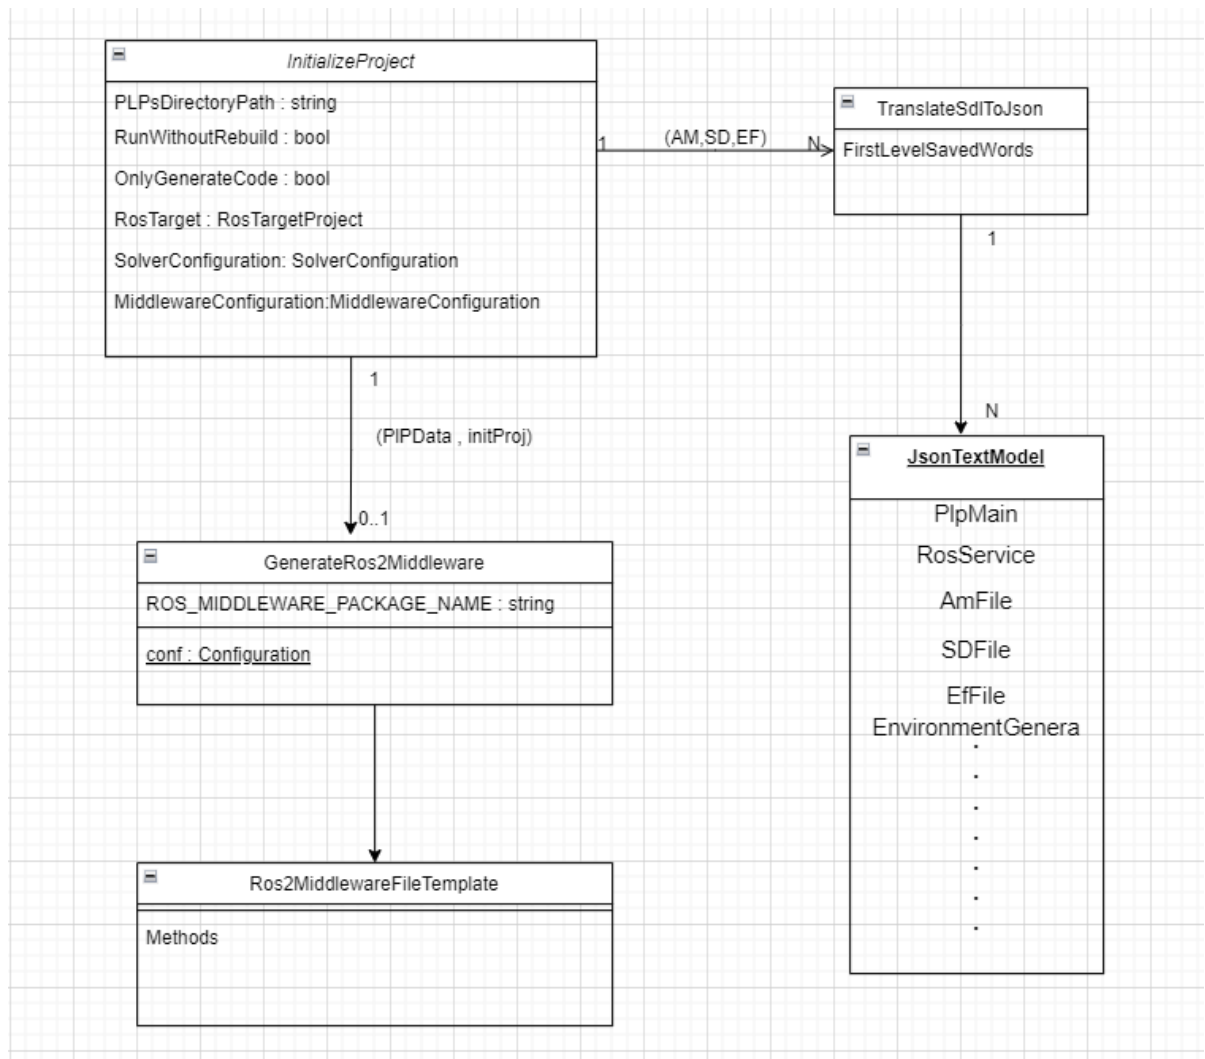 InitializeProject
PLPsDirectoryPath : string
RunWithoutRebuild : bool
OnlyGenerateCode : bool
RosTarget : RosTargetProject
SolverConfiguration: SolverConfiguration
MiddlewareConfiguration:MiddlewareConfiguration
1
(AM,SD,EF)
N
TranslateSdlToJson
FirstLevelSavedWords
1
N
1
(PlPData , initProj)
0..1
GenerateRos2Middleware
ROS_MIDDLEWARE_PACKAGE_NAME : string
conf : Configuration
JsonTextModel
PlpMain
RosService
AmFile
SDFile
EfFile
EnvironmentGenera
.
.
.
.
.
.
.
Ros2MiddlewareFileTemplate
Methods